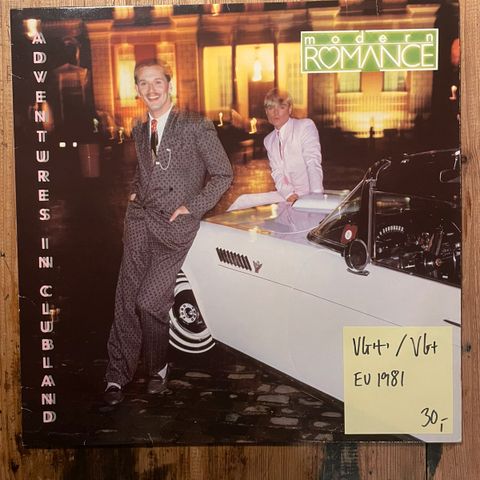 ADVENTURES IN CLUBLAND
modern
ROMANCE
VG+' / VG+
EU 1981
30,-